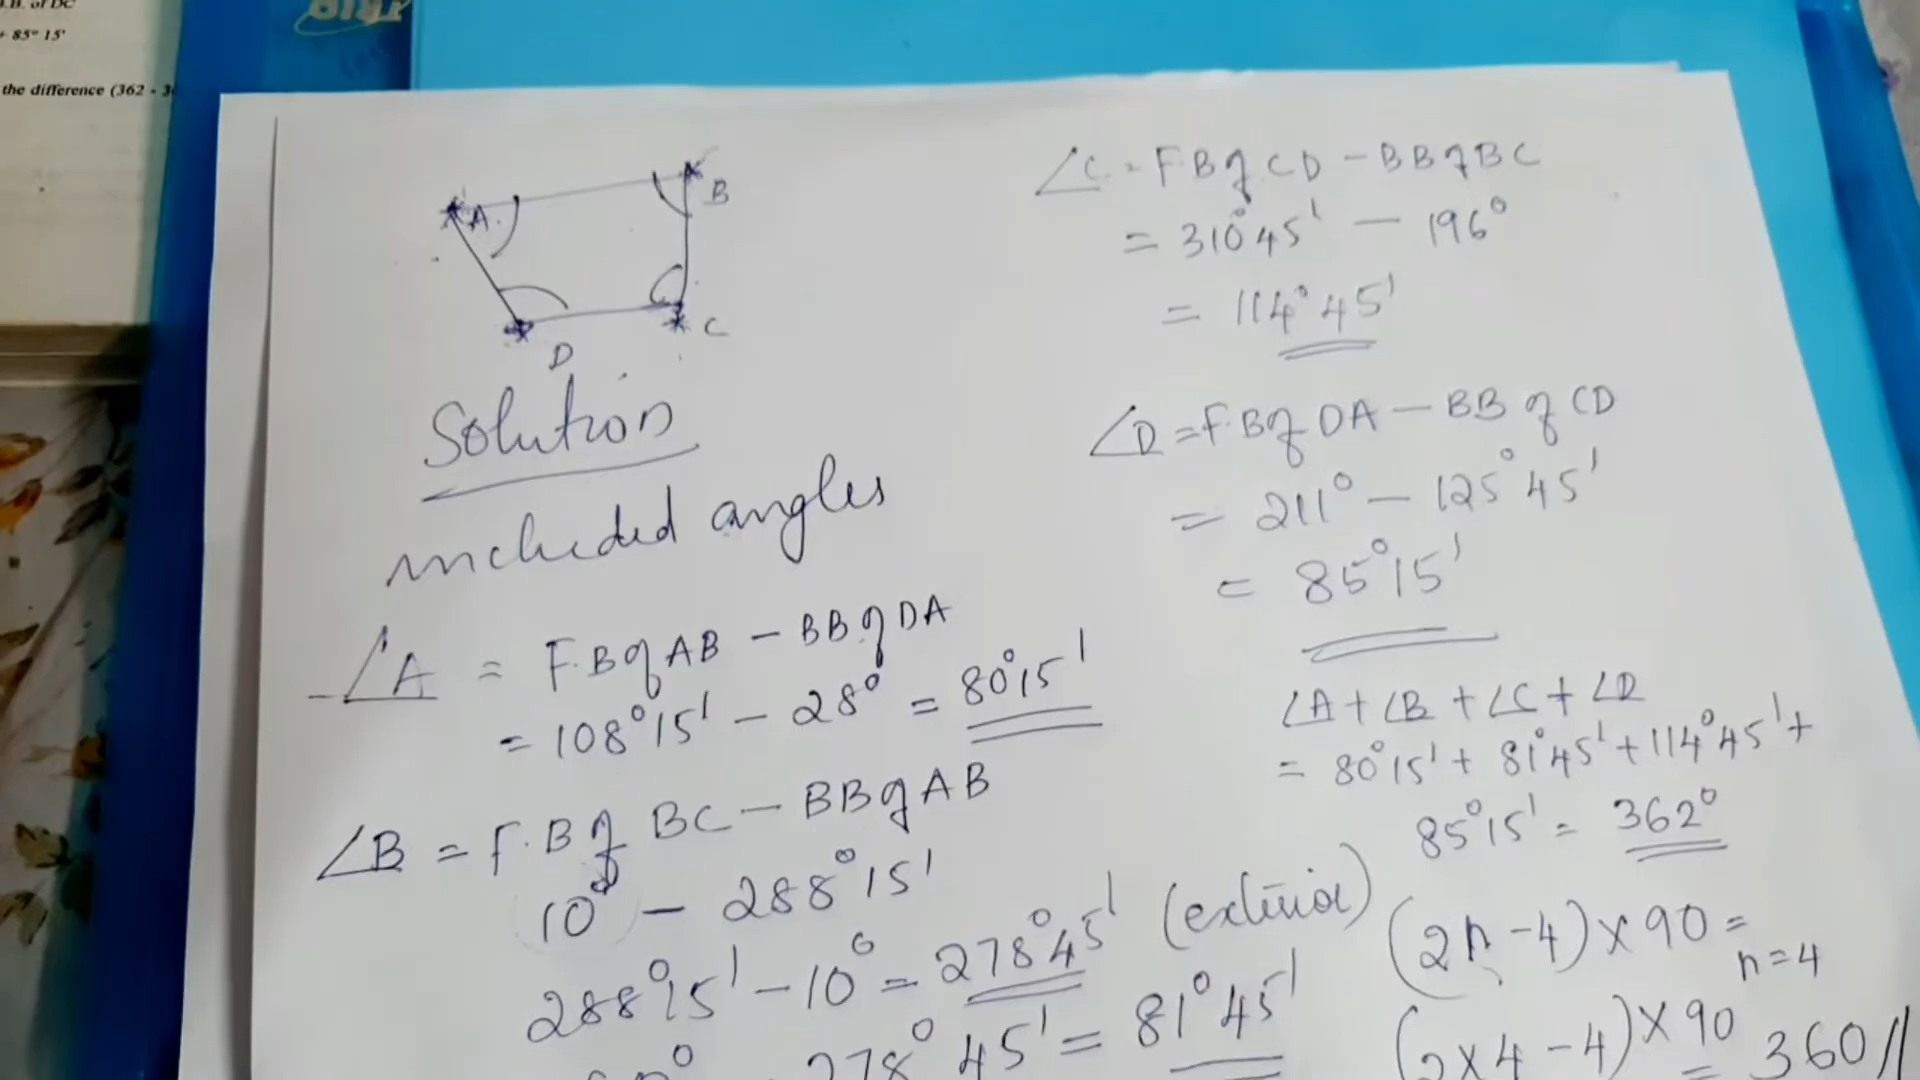 + 85° 15'
the difference (362 - 3
A
B
C
D
Solution
included angles
∠A = F.B of AB - BB of DA
= 108°15' - 28° = 80°15'
∠B = F.B of BC - BB of AB
10° - 288°15'
288°15' - 10° = 278°45' (exterior)
278°45' = 81°45'
∠C = F.B of CD - BB of BC
= 310°45' - 196°
= 114°45'
∠D = F.B of DA - BB of CD
= 211° - 125°45'
= 85°15'
∠A + ∠B + ∠C + ∠D
= 80°15' + 81°45' + 114°45' +
85°15' = 362°
(2n - 4) x 90 =
n = 4
(2x4 - 4) x 90
= 360 //